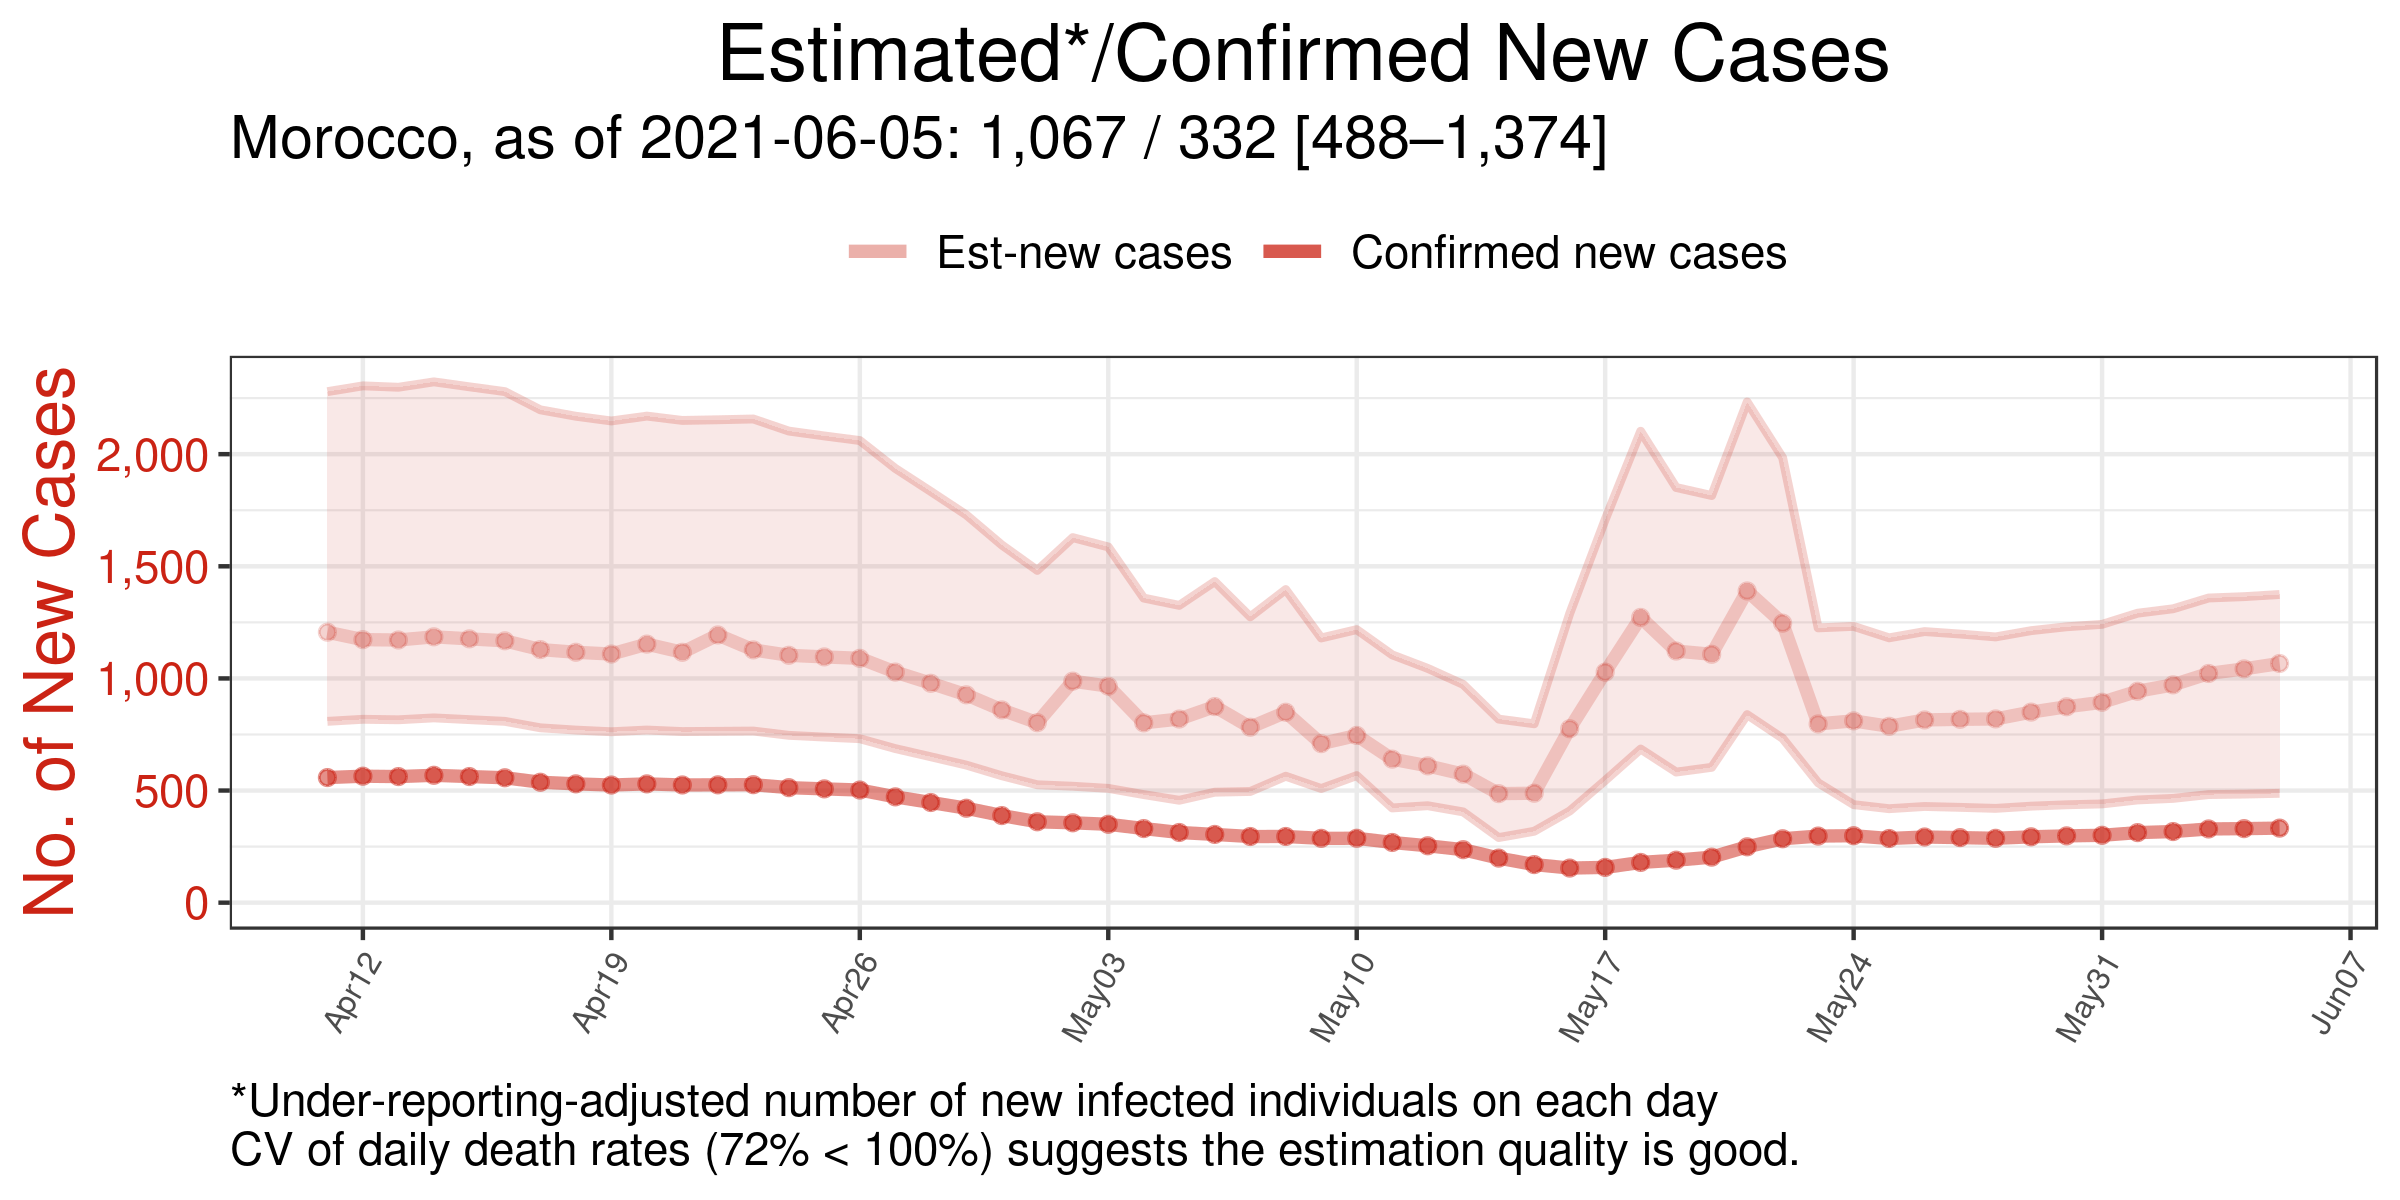 Estimated*/Confirmed New Cases
Morocco, as of 2021-06-05: 1,067 / 332 [488–1,374]
Est-new cases
Confirmed new cases
No. of New Cases
2,000
1,500
1,000
500
0
Apr12
Apr19
Apr26
May03
May10
May17
May24
May31
Jun07
*Under-reporting-adjusted number of new infected individuals on each day
CV of daily death rates (72% < 100%) suggests the estimation quality is good.